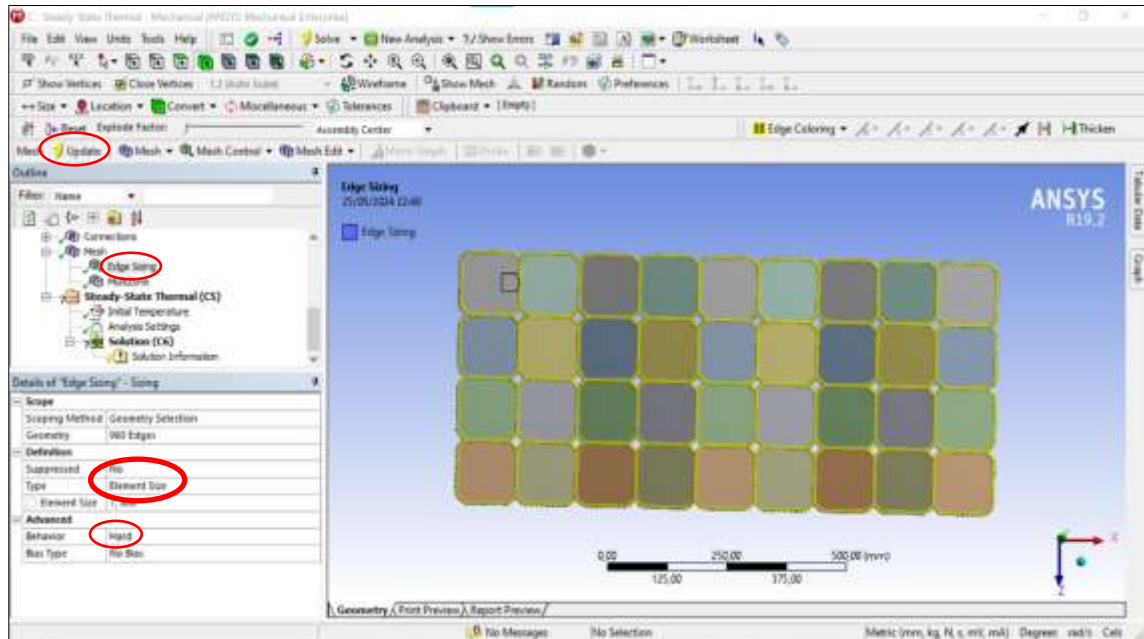 C : Steady-State Thermal - Mechanical [ANSYS Mechanical Enterprise]
File Edit View Units Tools Help Solve New Analysis ?/ Show Errors Worksheet
Show Vertices Close Vertices Wireframe Show Mesh Random Preferences
Size Location Convert Miscellaneous Tolerances Clipboard [Empty]
Reset Explode Factor: Assembly Center Edge Coloring Thicken
Mesh Update Mesh Mesh Control Mesh Edit
Outline
Filter: Name
Connections
Mesh
Edge Sizing
Steady-State Thermal (C5)
Initial Temperature
Analysis Settings
Solution (C6)
Solution Information
Details of "Edge Sizing" - Sizing
Scope
Scoping Method Geometry Selection
Geometry 960 Edges
Definition
Suppressed No
Type Element Size
Element Size
Advanced
Behavior Hard
Bias Type No Bias
Edge Sizing
25/05/2024
Edge Sizing
ANSYS
R19.2
0,00 250,00 500,00 (mm)
125,00 375,00
X
Z
Geometry Print Preview Report Preview
No Messages No Selection Metric (mm, kg, N, s, mV, mA) Degrees rad/s Cels
Tabular Data
Graph